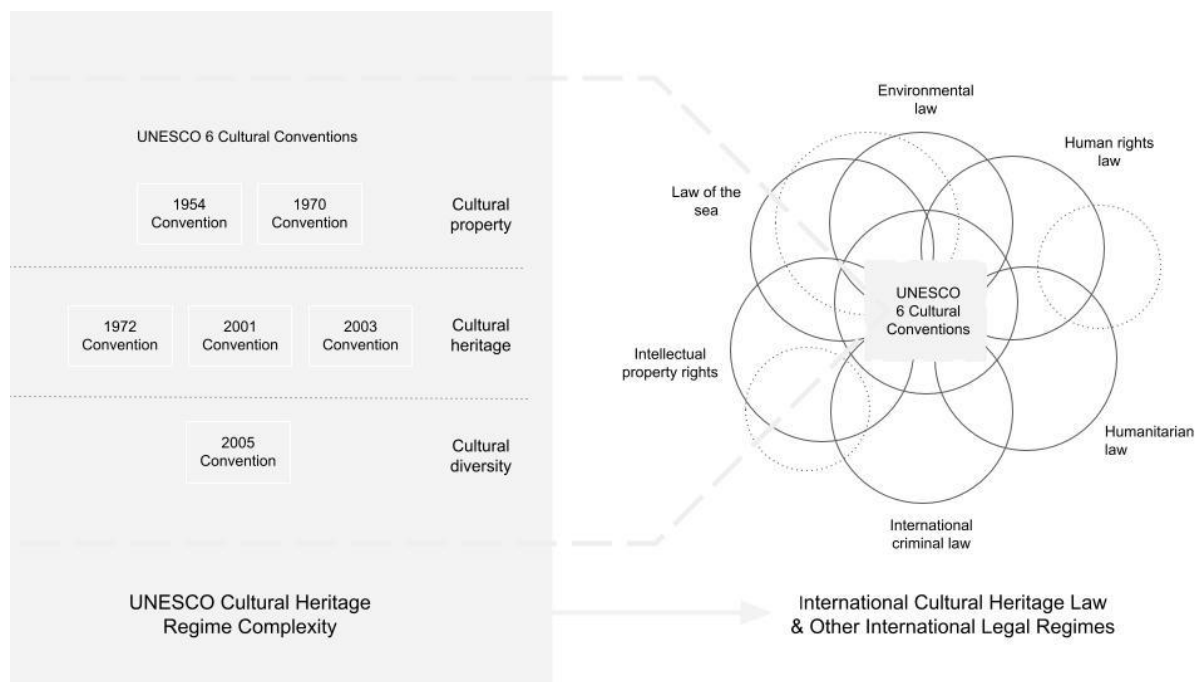 UNESCO 6 Cultural Conventions
1954
Convention
1970
Convention
Cultural
property
1972
Convention
2001
Convention
2003
Convention
Cultural
heritage
2005
Convention
Cultural
diversity
UNESCO Cultural Heritage
Regime Complexity
Environmental
law
Human rights
law
Law of the
sea
UNESCO
6 Cultural
Conventions
Intellectual
property rights
Humanitarian
law
International
criminal law
International Cultural Heritage Law
& Other International Legal Regimes